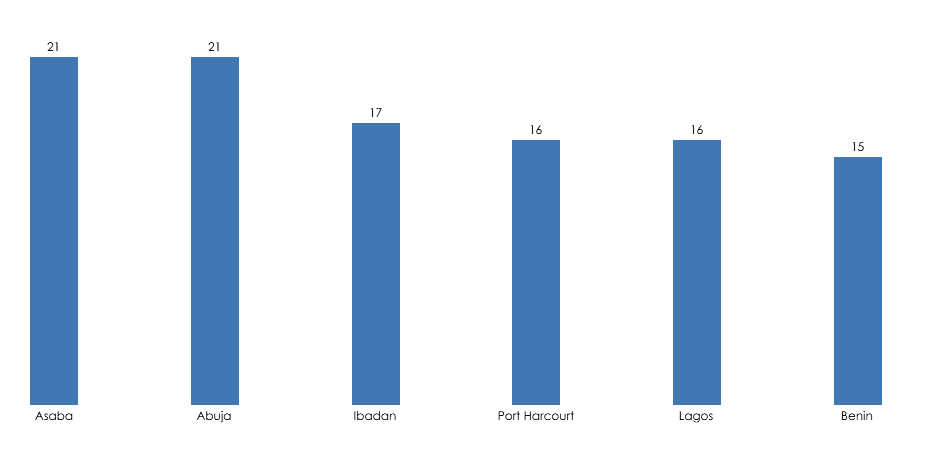 21
21
17
16
16
15
Asaba
Abuja
Ibadan
Port Harcourt
Lagos
Benin